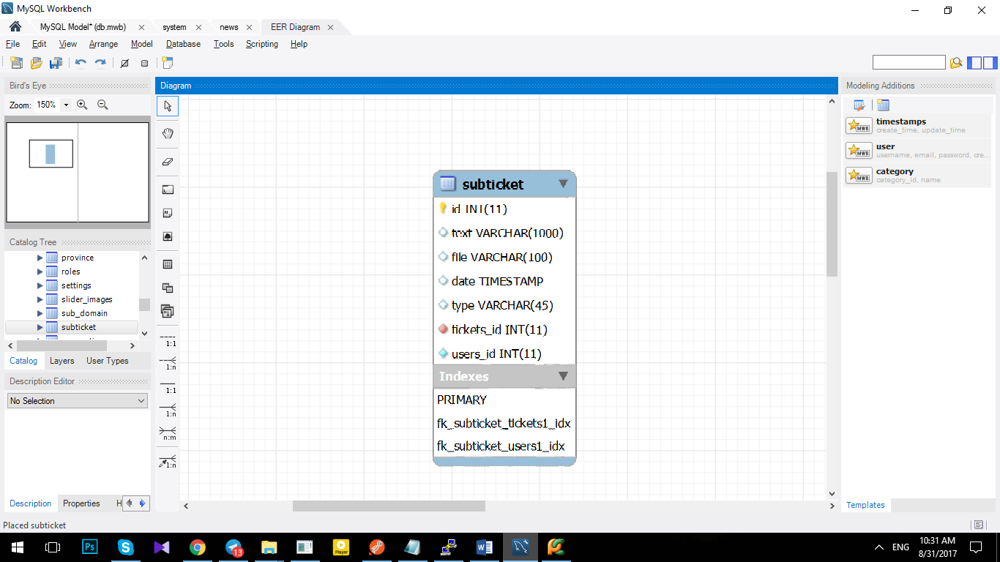 MySQL Workbench
MySQL Model* (db.mwb)
system
news
EER Diagram
File Edit View Arrange Model Database Tools Scripting Help
Bird's Eye
Zoom: 150%
Catalog Tree
province
roles
settings
slider_images
sub_domain
subticket
Catalog Layers User Types
Description Editor
No Selection
Description Properties H
Placed subticket
Diagram
1:1
1:n
1:1
1:n
n:m
1:n
subticket
id INT(11)
text VARCHAR(1000)
file VARCHAR(100)
date TIMESTAMP
type VARCHAR(45)
tickets_id INT(11)
users_id INT(11)
Indexes
PRIMARY
fk_subticket_tickets1_idx
fk_subticket_users1_idx
Modeling Additions
MWB
timestamps
create_time, update_time
MWB
user
username, email, password, cre...
MWB
category
category_id, name
Templates
Ps
13
Player
ENG
10:31 AM
8/31/2017